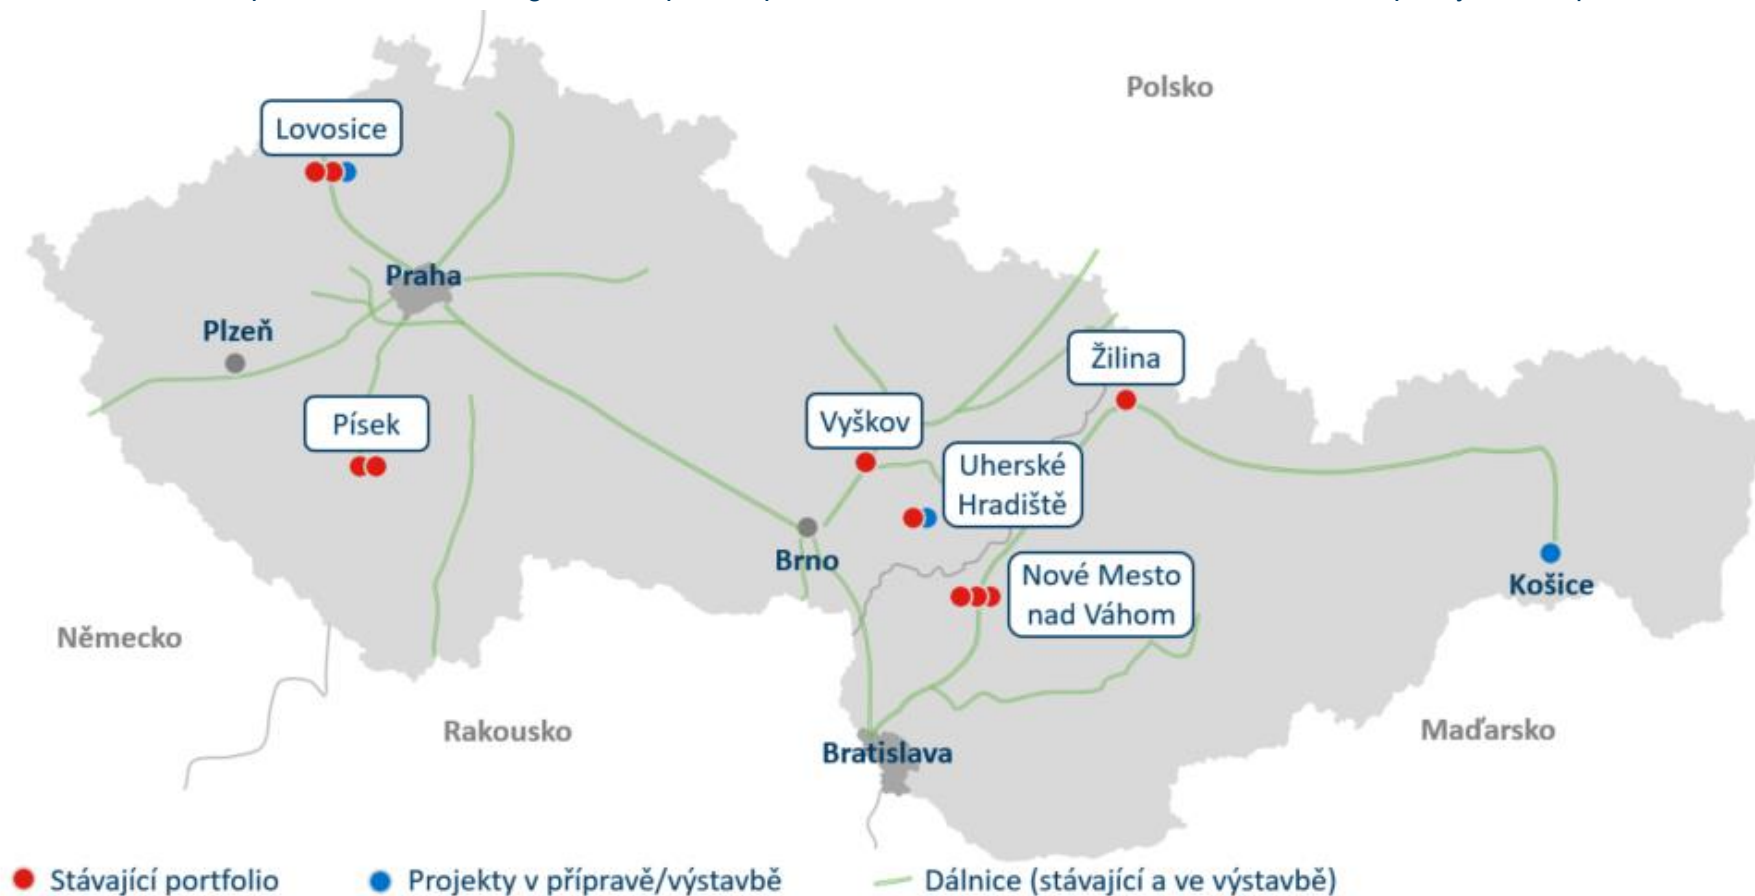 Polsko
Lovosice
Praha
Plzeň
Žilina
Písek
Vyškov
Uherské
Hradiště
Brno
Nové Mesto
nad Váhom
Košice
Německo
Rakousko
Maďarsko
Bratislava
Stávající portfolio
Projekty v přípravě/výstavbě
Dálnice (stávající a ve výstavbě)